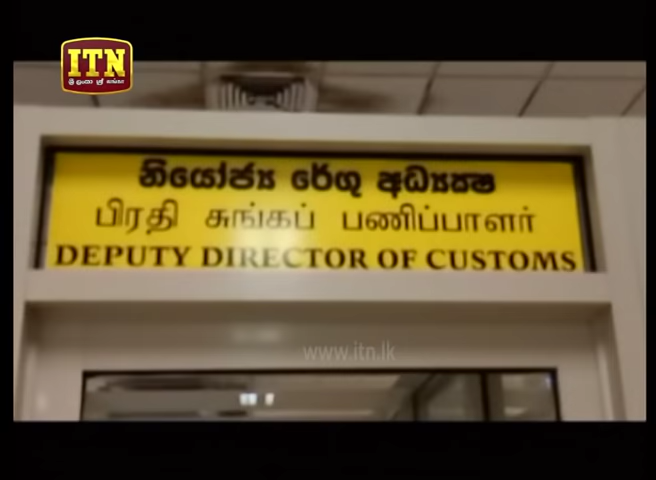 ITN
නියෝජ්‍ය රේගු අධ්‍යක්ෂ
பிரதி சுங்கப் பணிப்பாளர்
DEPUTY DIRECTOR OF CUSTOMS
www.itn.lk